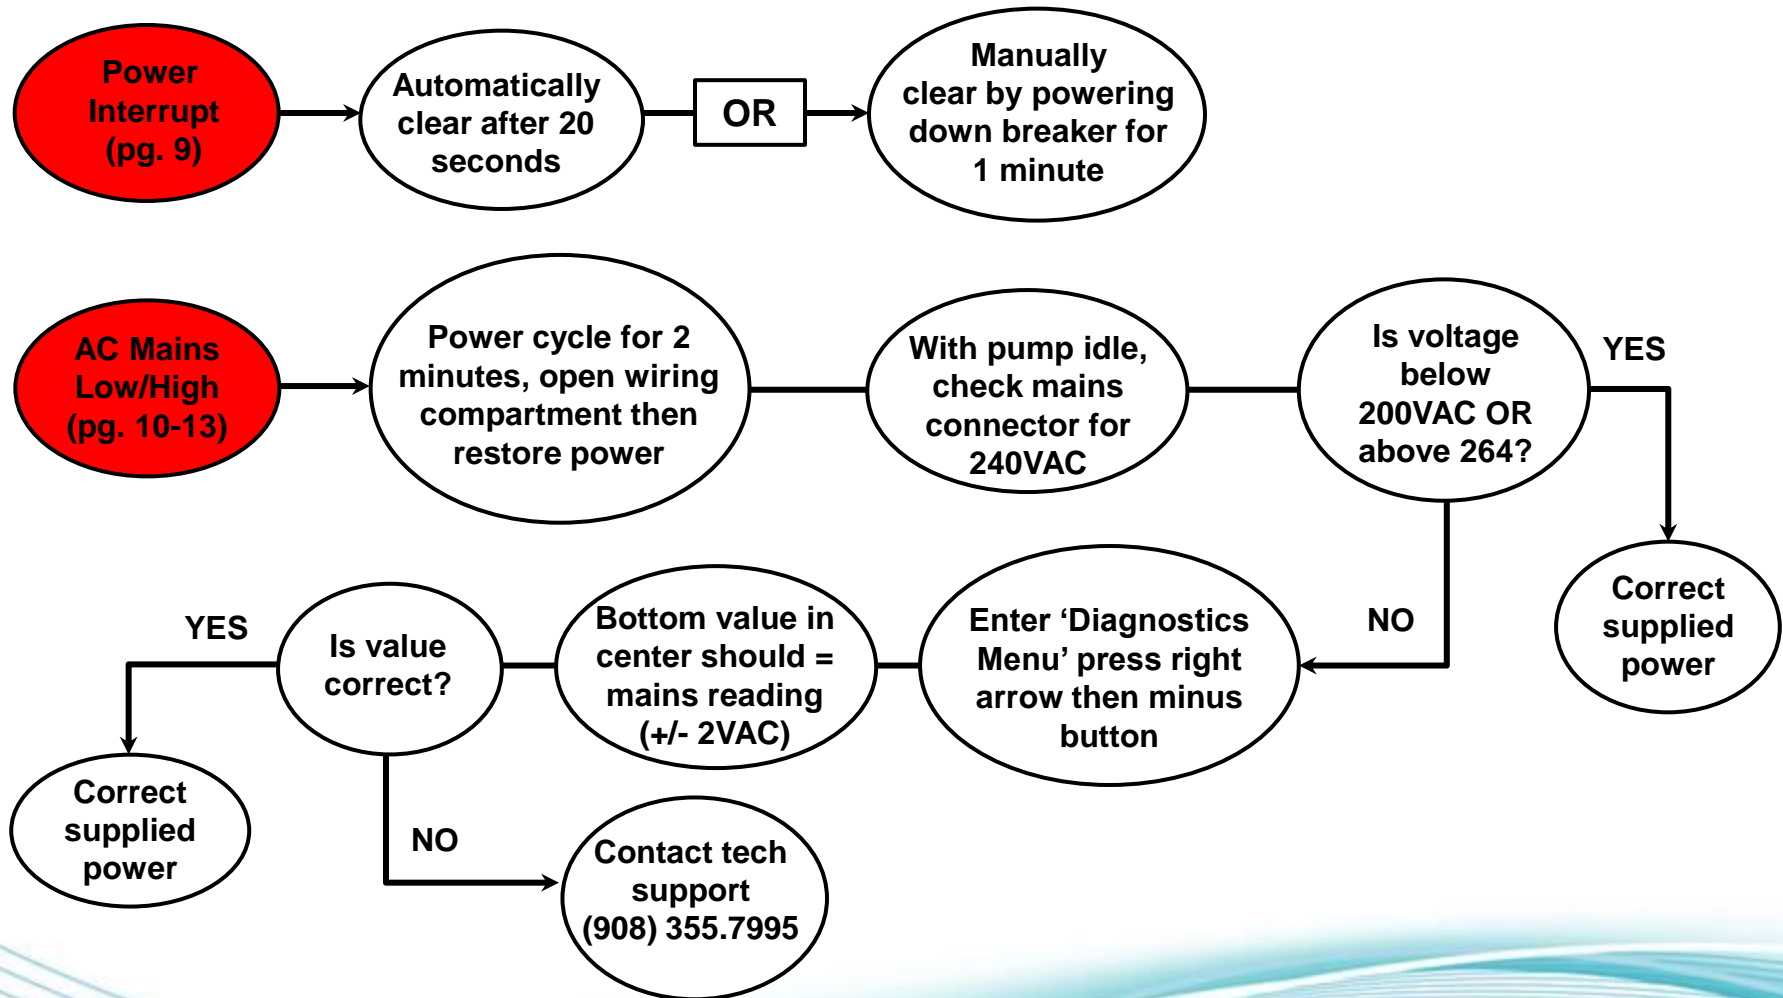 Power
Interrupt
(pg. 9)
Automatically
clear after 20
seconds
OR
Manually
clear by powering
down breaker for
1 minute
AC Mains
Low/High
(pg. 10-13)
Power cycle for 2
minutes, open wiring
compartment then
restore power
With pump idle,
check mains
connector for
240VAC
Is voltage
below
200VAC OR
above 264?
YES
Correct
supplied
power
NO
Enter ‘Diagnostics
Menu’ press right
arrow then minus
button
Bottom value in
center should =
mains reading
(+/- 2VAC)
Is value
correct?
YES
Correct
supplied
power
NO
Contact tech
support
(908) 355.7995